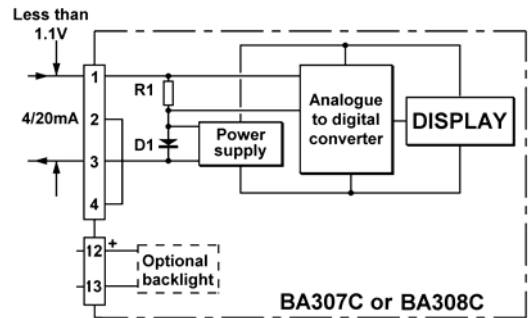 Less than
1.1V
1
R1
4/20mA
2
D1
3
4
Power
supply
Analogue
to digital
converter
DISPLAY
12 +
13
Optional
backlight
BA307C or BA308C